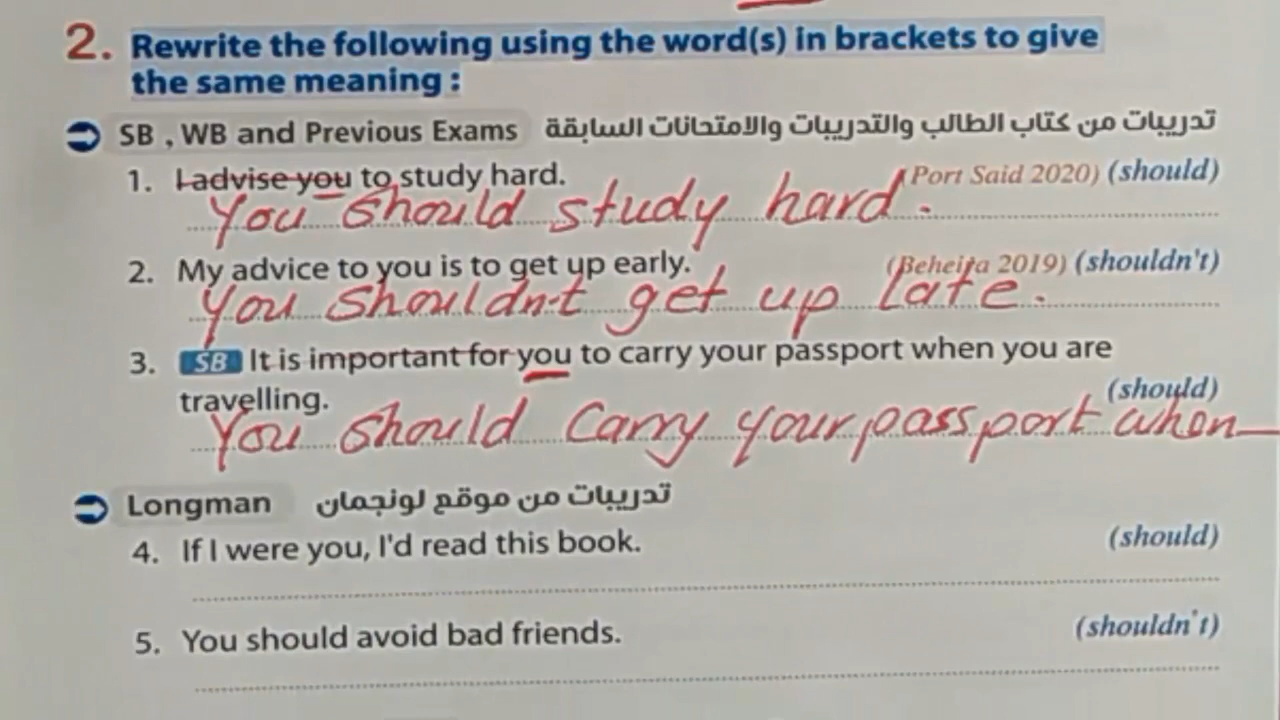 2. Rewrite the following using the word(s) in brackets to give
the same meaning :
SB , WB and Previous Exams تدريبات من كتاب الطالب والتدريبات والامتحانات السابقة
1. I advise you to study hard. (Port Said 2020) (should)
You should study hard.
2. My advice to you is to get up early. (Beheira 2019) (shouldn't)
You shouldn't get up late.
3. SB It is important for you to carry your passport when you are
travelling. (should)
You should carry your passport when
Longman تدريبات من موقع لونجمان
4. If I were you, I'd read this book. (should)
5. You should avoid bad friends. (shouldn't)